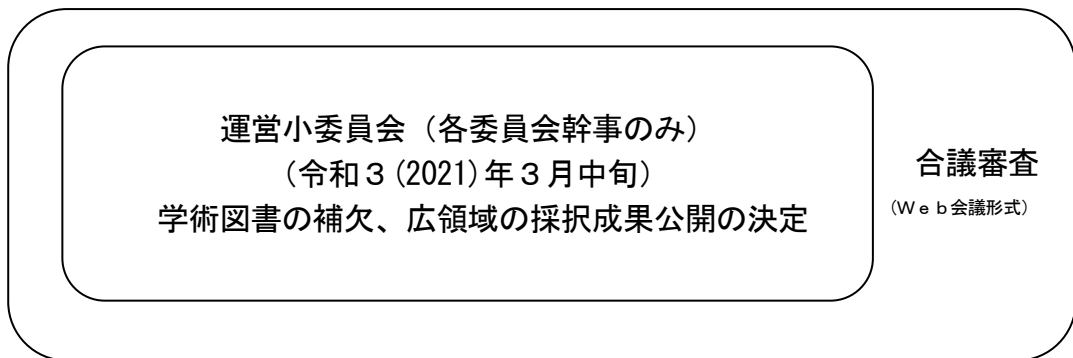 運営小委員会（各委員会幹事のみ）
（令和３(2021)年３月中旬）
学術図書の補欠、広領域の採択成果公開の決定
合議審査
（Ｗｅｂ会議形式）